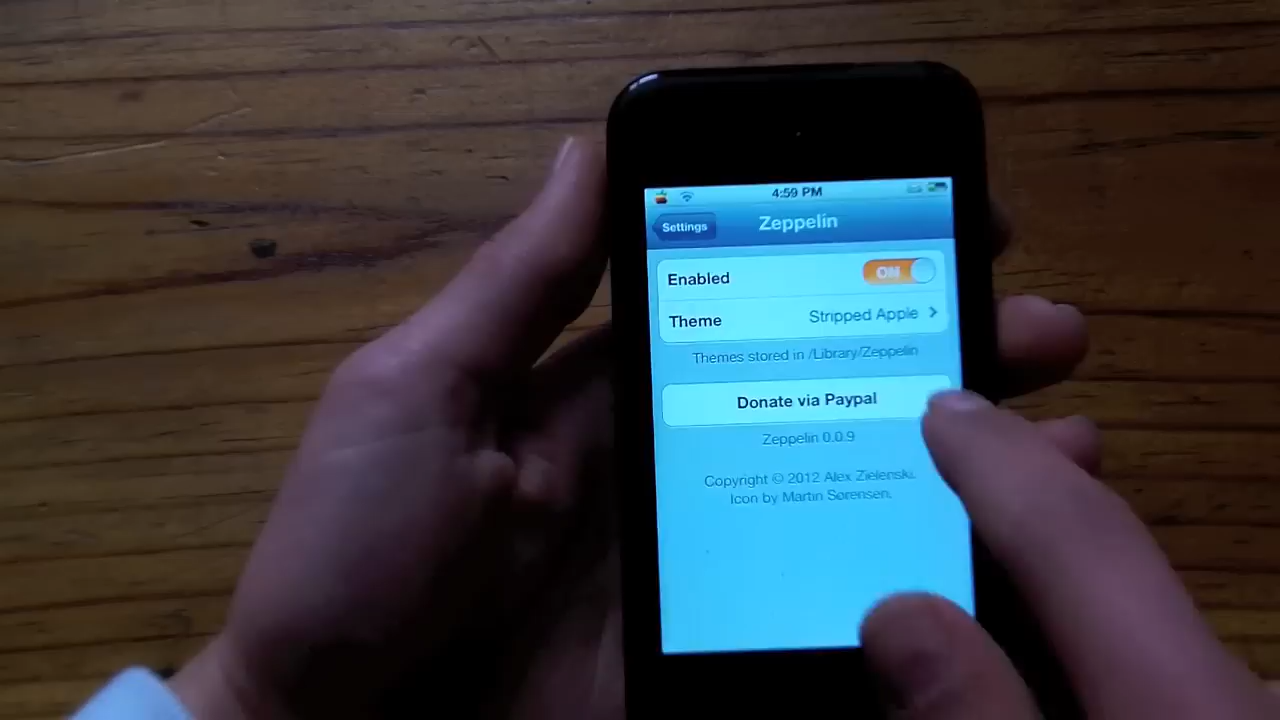 4:59 PM
Settings
Zeppelin
Enabled
ON
Theme
Stripped Apple
Themes stored in /Library/Zeppelin
Donate via Paypal
Zeppelin 0.0.9
Copyright © 2012 Alex Zielenski.
Icon by Martin Sørensen.